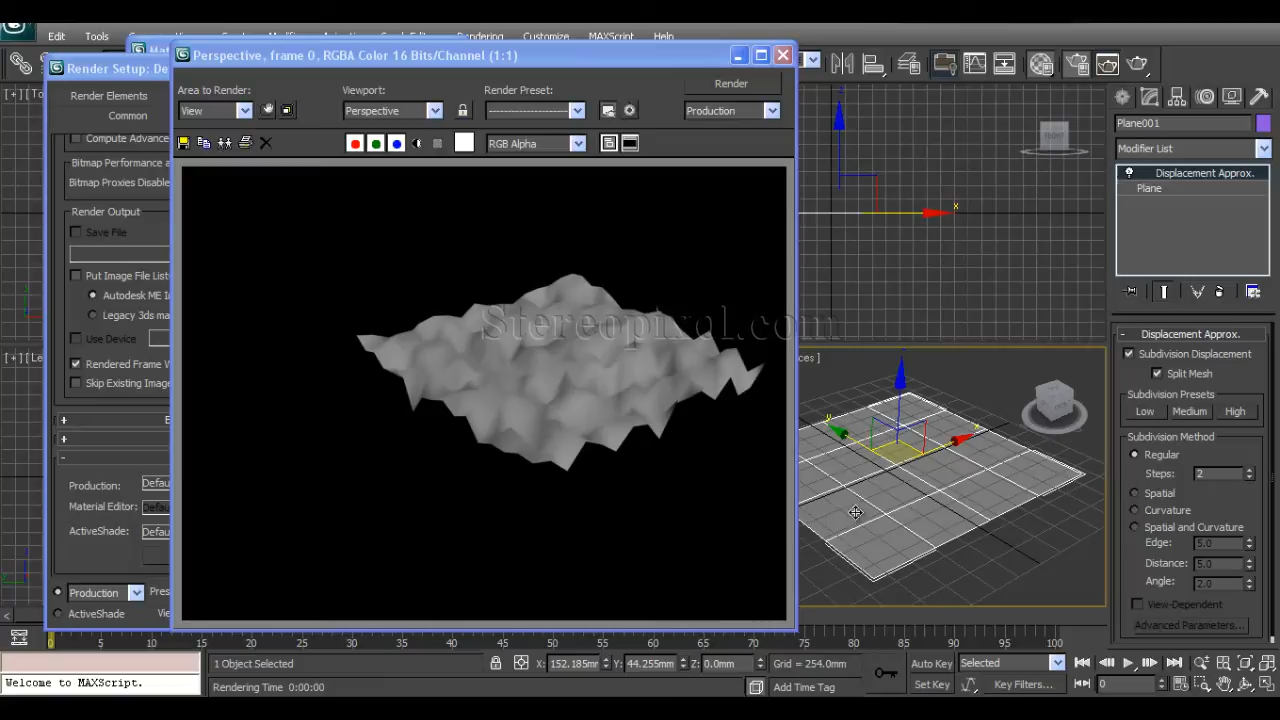 Edit Tools Customize MAXScript Help
Render Setup: De
Perspective, frame 0, RGBA Color 16 Bits/Channel (1:1)
Render Elements
Common
Compute Advance
Bitmap Performance a
Bitmap Proxies Disable
Render Output
Save File
Put Image File List
Autodesk ME I
Legacy 3ds ma
Use Device
Rendered Frame W
Skip Existing Image
Production: Defau
Material Editor: Defau
ActiveShade: Defau
Production Pres
ActiveShade Vie
Area to Render: Viewport: Render Preset: Render
View Perspective Production
RGB Alpha
Stereopixel.com
z
x
y
x
Plane001
Modifier List
Displacement Approx.
Plane
- Displacement Approx.
Subdivision Displacement
Split Mesh
Subdivision Presets
Low Medium High
Subdivision Method
Regular
Steps: 2
Spatial
Curvature
Spatial and Curvature
Edge: 5.0
Distance: 5.0
Angle: 2.0
View-Dependent
Advanced Parameters...
0 5 10 15 20 25 30 35 40 45 50 55 60 65 70 75 80 85 90 95 100
1 Object Selected X: 152.185mm Y: 44.255mm Z: 0.0mm Grid = 254.0mm Auto Key Selected
Welcome to MAXScript. Rendering Time 0:00:00 Add Time Tag Set Key Key Filters... 0